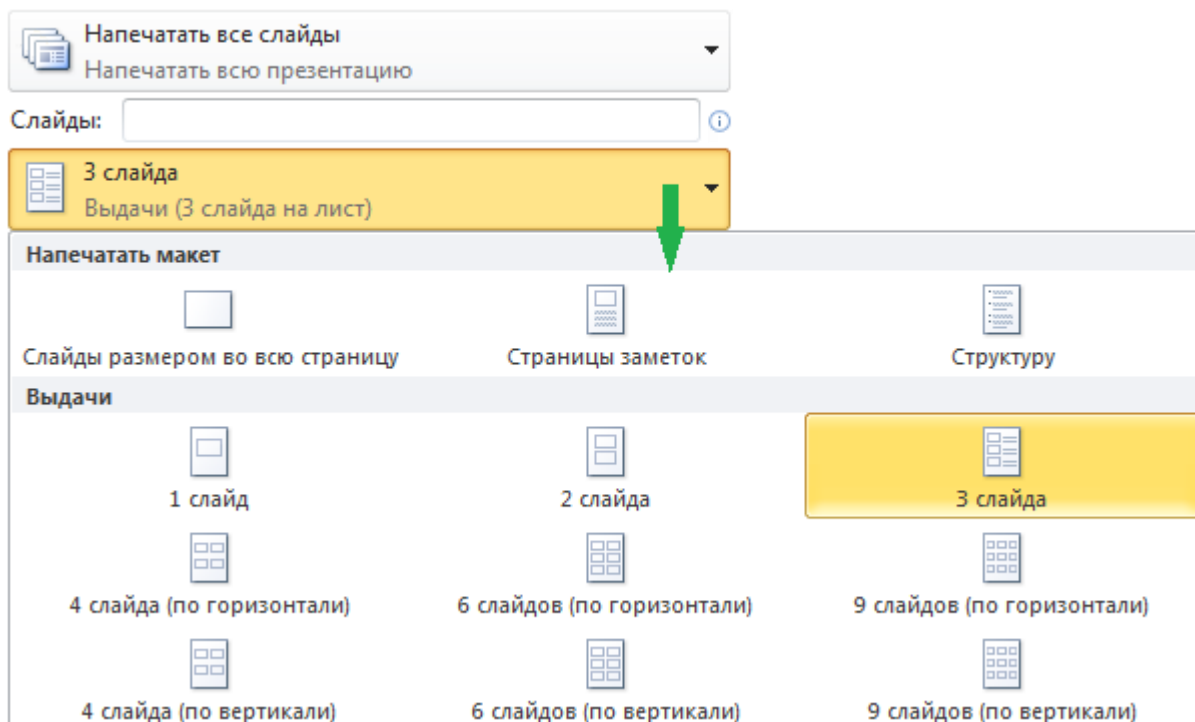 Напечатать все слайды
Напечатать всю презентацию
Слайды:
3 слайда
Выдачи (3 слайда на лист)
Напечатать макет
Слайды размером во всю страницу Страницы заметок Структуру
Выдачи
1 слайд 2 слайда 3 слайда
4 слайда (по горизонтали) 6 слайдов (по горизонтали) 9 слайдов (по горизонтали)
4 слайда (по вертикали) 6 слайдов (по вертикали) 9 слайдов (по вертикали)